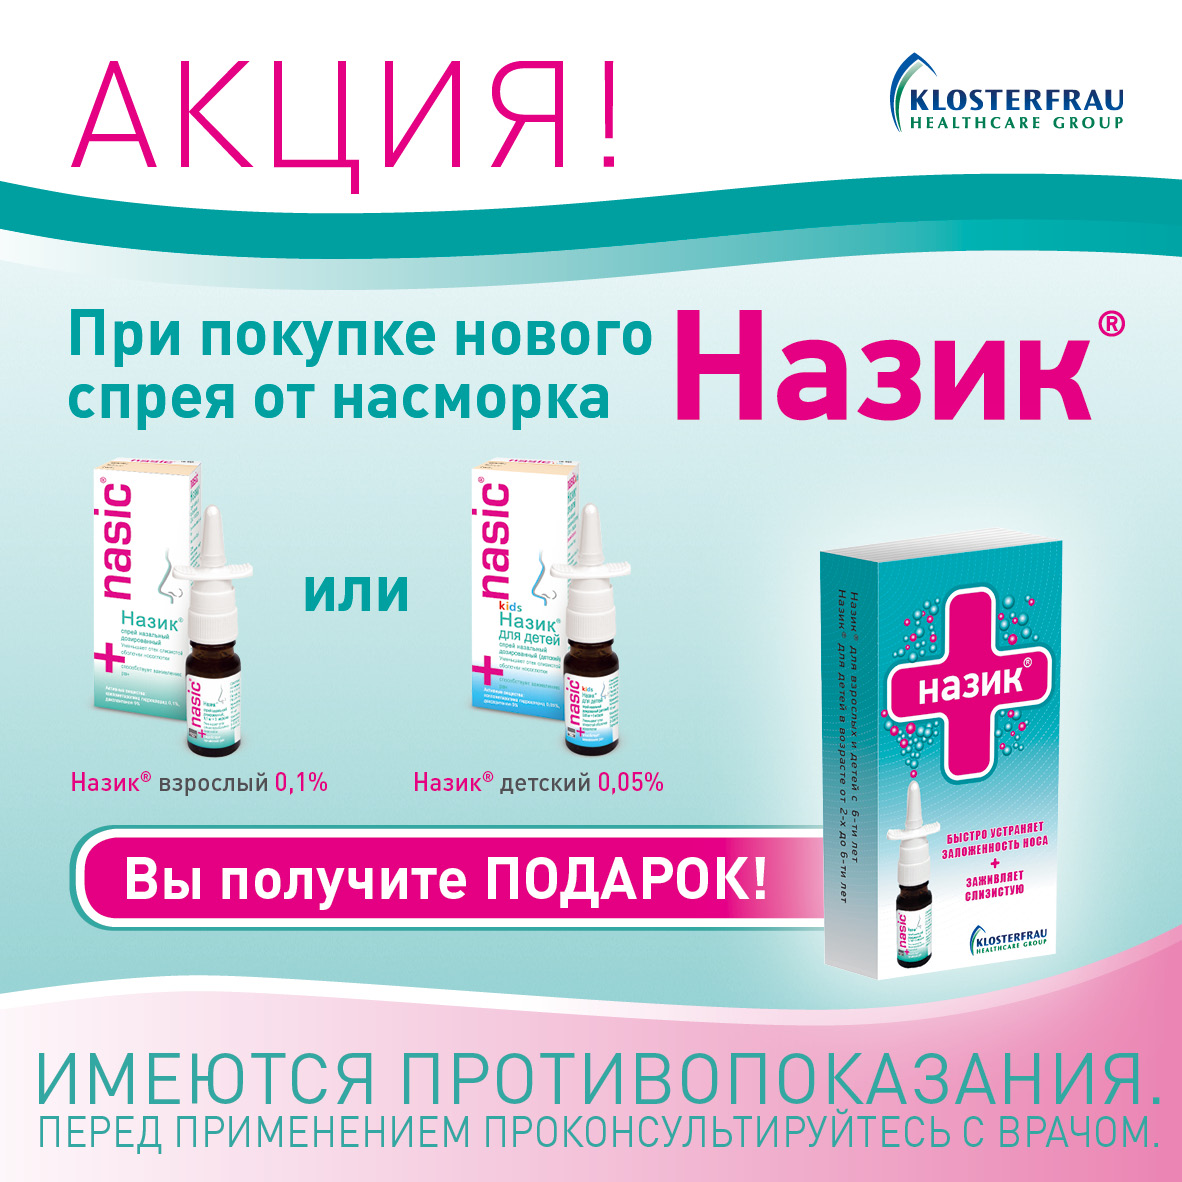 АКЦИЯ!
KLOSTERFRAU
HEALTHCARE GROUP
При покупке нового
спрея от насморка
Назик®
nasic®
Назик®
спрей назальный
дозированный
+
nasic®
или
nasic®
kids
Назик®
для детей
спрей назальный
дозированный (детский)
+
kids
nasic®
Назик® взрослый 0,1%
Назик® детский 0,05%
Назик® для взрослых и детей с 6-ти лет
Назик® для детей в возрасте от 2-х до 6-ти лет
назик®
БЫСТРО УСТРАНЯЕТ
ЗАЛОЖЕННОСТЬ НОСА
+
ЗАЖИВЛЯЕТ
СЛИЗИСТУЮ
nasic®
KLOSTERFRAU
HEALTHCARE GROUP
Вы получите ПОДАРОК!
ИМЕЮТСЯ ПРОТИВОПОКАЗАНИЯ.
ПЕРЕД ПРИМЕНЕНИЕМ ПРОКОНСУЛЬТИРУЙТЕСЬ С ВРАЧОМ.